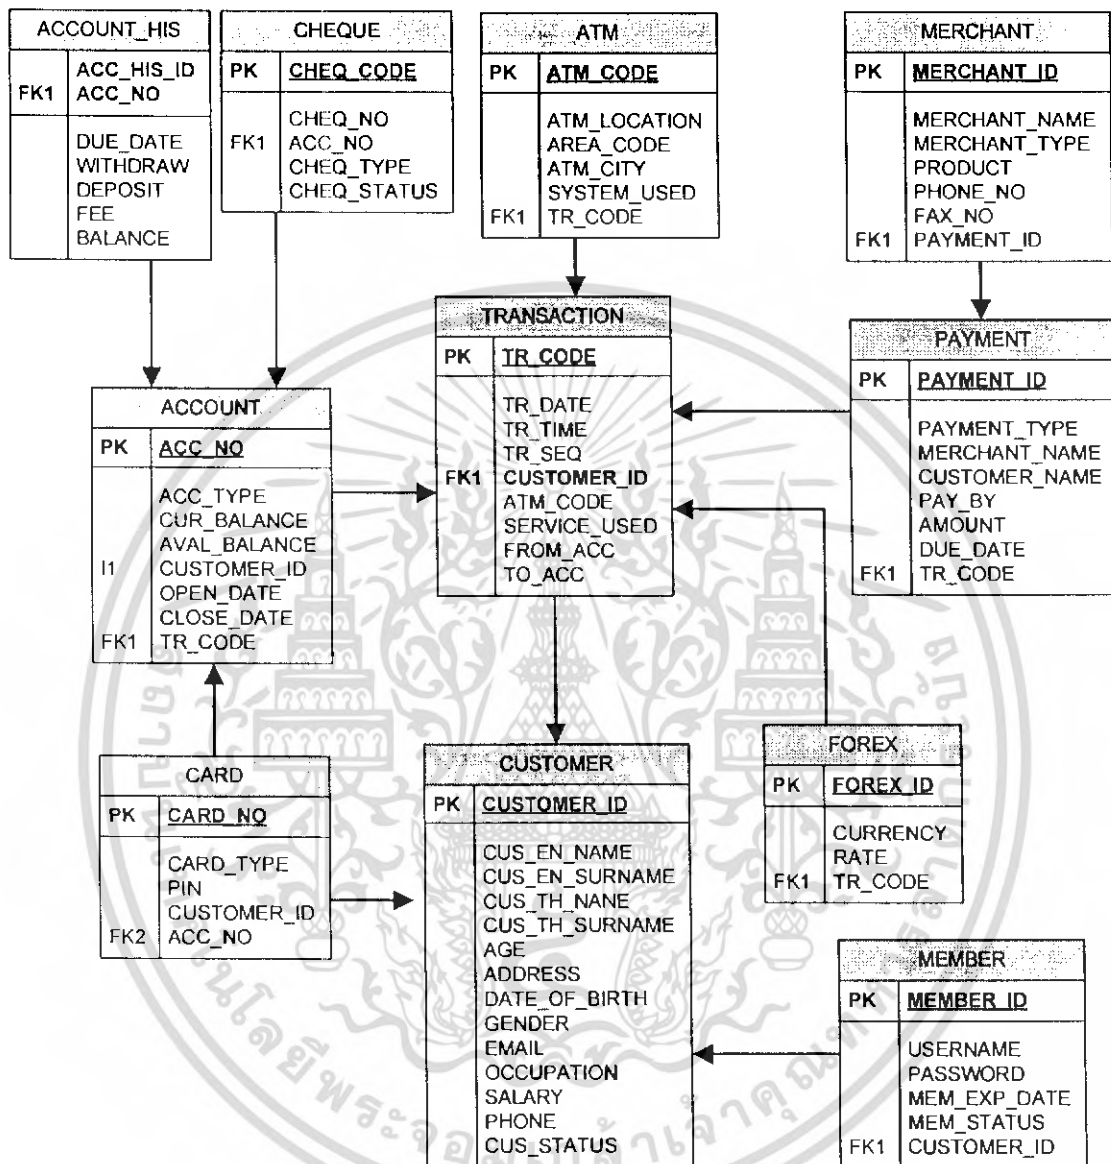 ACCOUNT_HIS
ACC_HIS_ID
FK1 ACC_NO
DUE_DATE
WITHDRAW
DEPOSIT
FEE
BALANCE
CHEQUE
PK CHEQ_CODE
CHEQ_NO
FK1 ACC_NO
CHEQ_TYPE
CHEQ_STATUS
ATM
PK ATM_CODE
ATM_LOCATION
AREA_CODE
ATM_CITY
SYSTEM_USED
FK1 TR_CODE
MERCHANT
PK MERCHANT_ID
MERCHANT_NAME
MERCHANT_TYPE
PRODUCT
PHONE_NO
FAX_NO
FK1 PAYMENT_ID
TRANSACTION
PK TR_CODE
TR_DATE
TR_TIME
TR_SEQ
FK1 CUSTOMER_ID
ATM_CODE
SERVICE_USED
FROM_ACC
TO_ACC
PAYMENT
PK PAYMENT_ID
PAYMENT_TYPE
MERCHANT_NAME
CUSTOMER_NAME
PAY_BY
AMOUNT
DUE_DATE
FK1 TR_CODE
ACCOUNT
PK ACC_NO
ACC_TYPE
CUR_BALANCE
AVAL_BALANCE
I1 CUSTOMER_ID
OPEN_DATE
CLOSE_DATE
FK1 TR_CODE
CARD
PK CARD_NO
CARD_TYPE
PIN
CUSTOMER_ID
FK2 ACC_NO
CUSTOMER
PK CUSTOMER_ID
CUS_EN_NAME
CUS_EN_SURNAME
CUS_TH_NANE
CUS_TH_SURNAME
AGE
ADDRESS
DATE_OF_BIRTH
GENDER
EMAIL
OCCUPATION
SALARY
PHONE
CUS_STATUS
FOREX
PK FOREX_ID
CURRENCY
RATE
FK1 TR_CODE
MEMBER
PK MEMBER_ID
USERNAME
PASSWORD
MEM_EXP_DATE
MEM_STATUS
FK1 CUSTOMER_ID